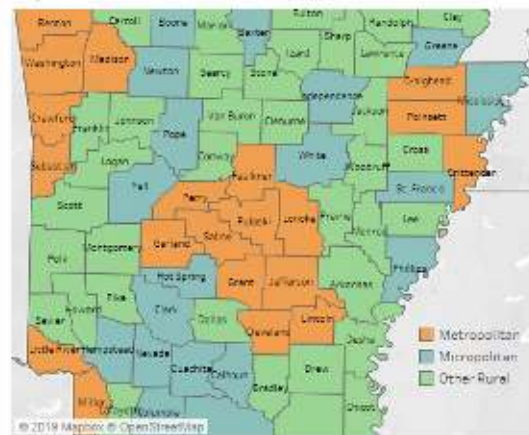 Fulton Clay
Benton Carroll Boone Marion Baxter Randolph
Sharp
Washington Madison Izard Lawrence Greene
Newton Searcy Stone Craighead
Independence Mississippi
Crawford Johnson Van Buren Jackson Poinsett
Franklin Pope Cleburne
Sebastian Logan Conway White Woodruff Cross Crittenden
Faulkner
Yell St. Francis
Scott Perry Pulaski Lonoke Prairie Lee
Saline Monroe
Polk Montgomery Garland Phillips
Hot Spring Grant Jefferson Arkansas
Pike Clark
Sevier Howard Dallas Cleveland Lincoln Desha
Little River Hempstead Nevada Ouachita Calhoun Drew
Bradley
Miller Lafayette Columbia Chicot
Metropolitan
Micropolitan
Other Rural
© 2019 Mapbox © OpenStreetMap